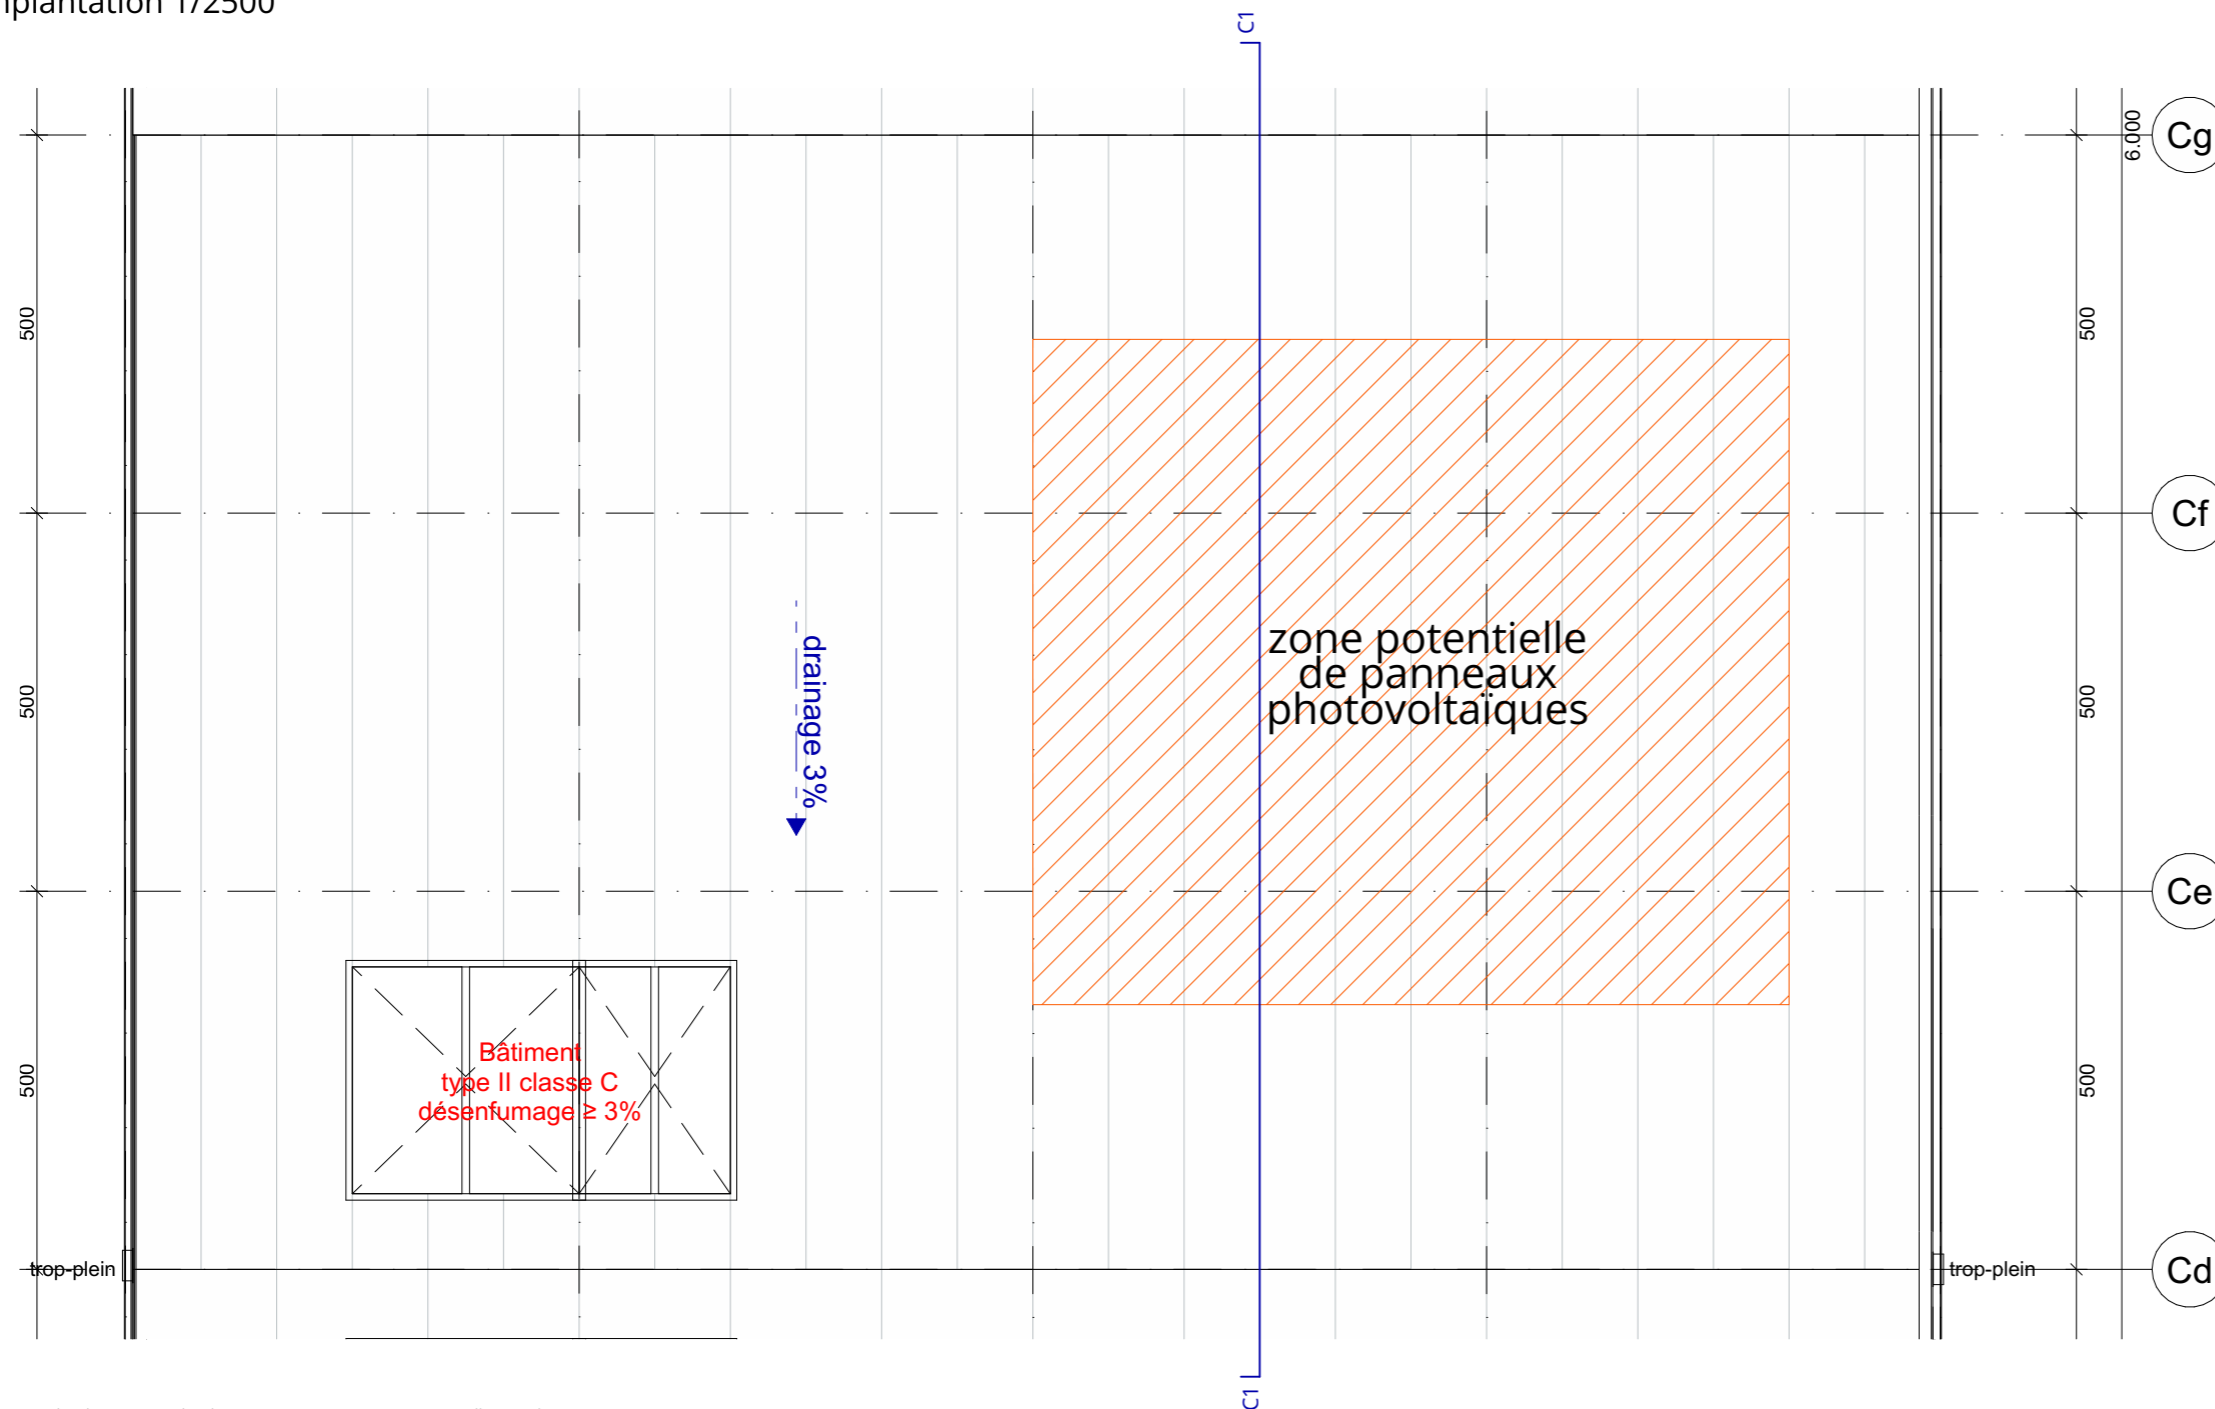 implantation 1/2500
C1
6.000
Cg
500
500
Cf
drainage 3%
zone potentielle
de panneaux
photovoltaïques
500
500
Ce
Bâtiment
type II classe C
désenfumage ≥ 3%
500
500
trop-plein
trop-plein
Cd
C1